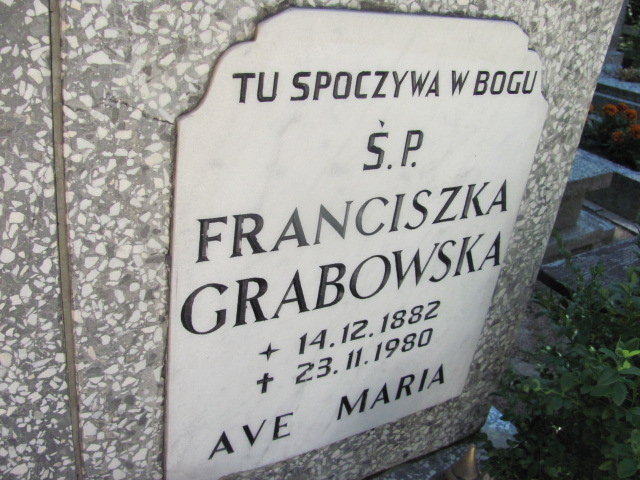 TU SPOCZYWA W BOGU
Ś.P.
FRANCISZKA
GRABOWSKA
14.12.1882
✝ 23.11.1980
AVE MARIA